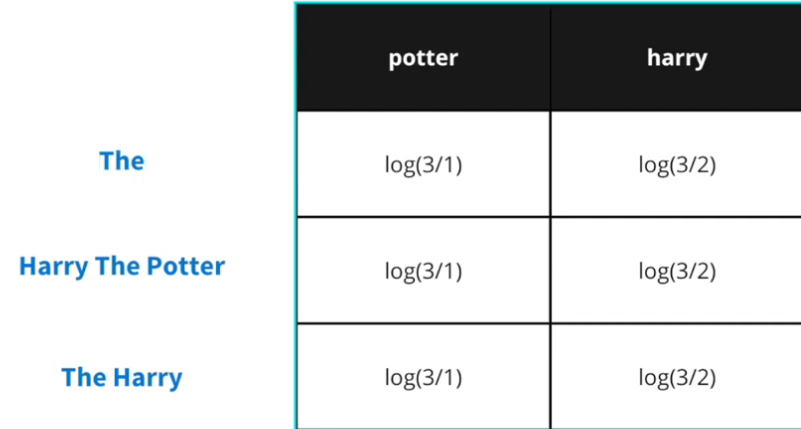 potter harry
The log(3/1) log(3/2)
Harry The Potter log(3/1) log(3/2)
The Harry log(3/1) log(3/2)